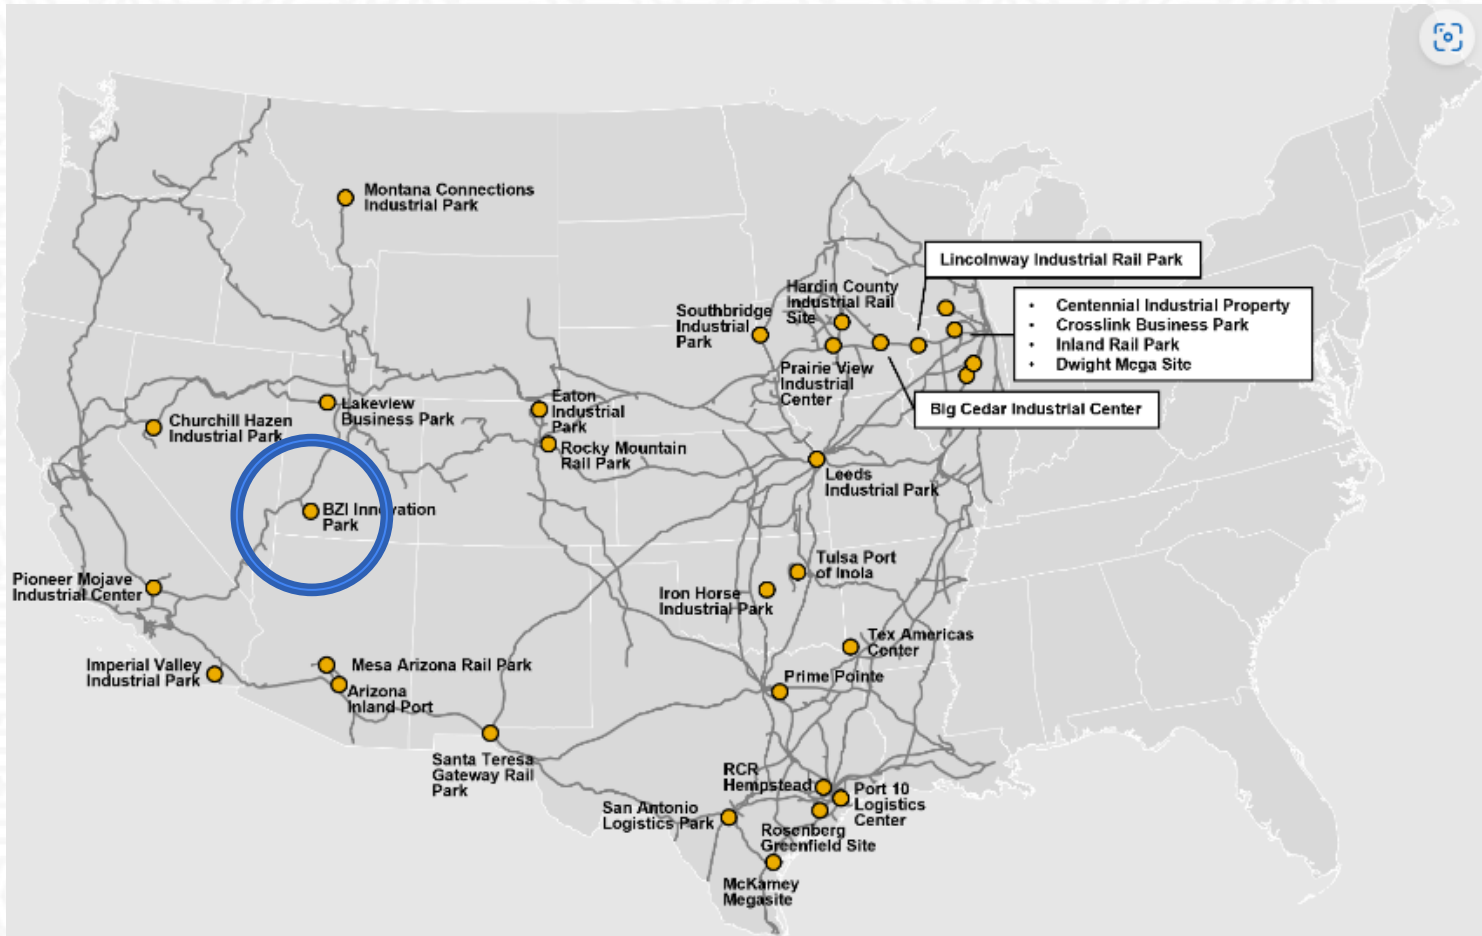 Montana Connections
Industrial Park
Lincolnway Industrial Rail Park
Hardin County
Industrial Rail
Site
Southbridge
Industrial
Park
• Centennial Industrial Property
• Crosslink Business Park
• Inland Rail Park
• Dwight Mega Site
Prairie View
Industrial
Center
Big Cedar Industrial Center
Lakeview
Business Park
Eaton
Industrial
Park
Churchill Hazen
Industrial Park
Rocky Mountain
Rail Park
Leeds
Industrial Park
BZI Innovation
Park
Tulsa Port
of Inola
Pioneer Mojave
Industrial Center
Iron Horse
Industrial Park
Tex Americas
Center
Imperial Valley
Industrial Park
Mesa Arizona Rail Park
Prime Pointe
Arizona
Inland Port
Santa Teresa
Gateway Rail
Park
RCR
Hempstead
Port 10
Logistics
Center
San Antonio
Logistics Park
Rosenberg
Greenfield Site
McKamey
Megasite